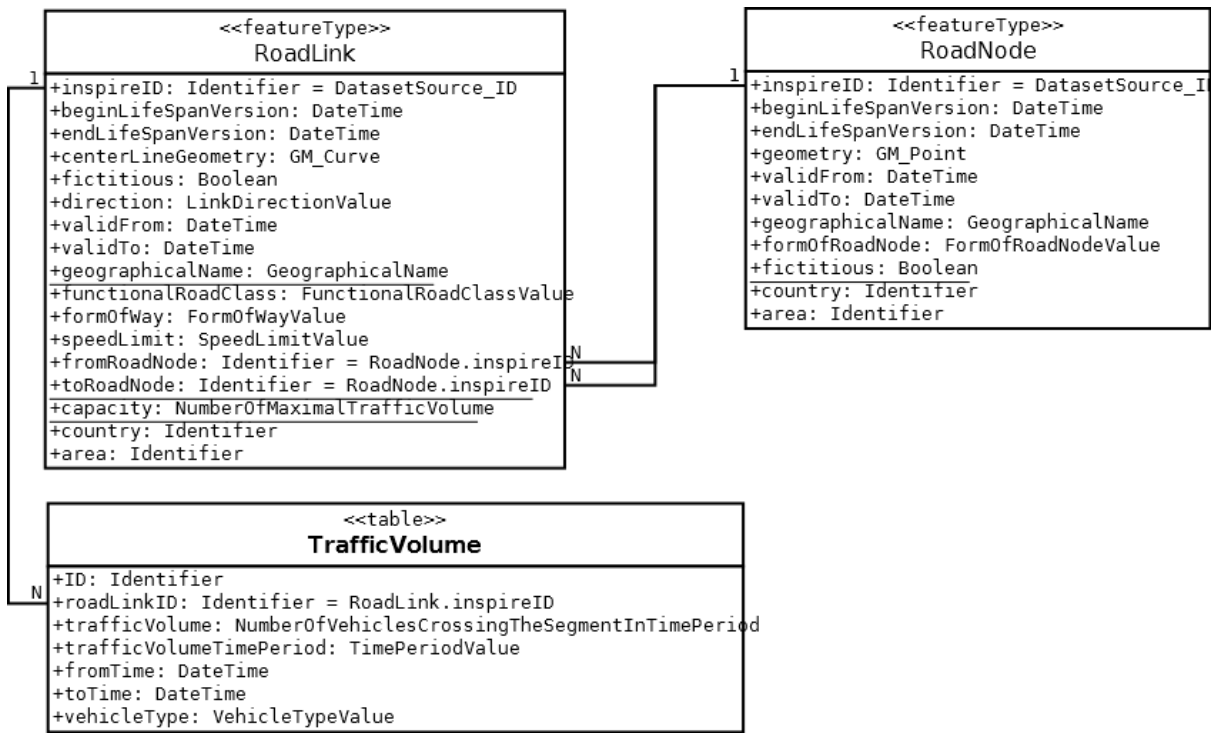 <<featureType>>
RoadLink
1
+inspireID: Identifier = DatasetSource_ID
+beginLifeSpanVersion: DateTime
+endLifeSpanVersion: DateTime
+centerLineGeometry: GM_Curve
+fictitious: Boolean
+direction: LinkDirectionValue
+validFrom: DateTime
+validTo: DateTime
+geographicalName: GeographicalName
+functionalRoadClass: FunctionalRoadClassValue
+formOfWay: FormOfWayValue
+speedLimit: SpeedLimitValue
+fromRoadNode: Identifier = RoadNode.inspireID
N
+toRoadNode: Identifier = RoadNode.inspireID
N
+capacity: NumberOfMaximalTrafficVolume
+country: Identifier
+area: Identifier
<<featureType>>
RoadNode
1
+inspireID: Identifier = DatasetSource_ID
+beginLifeSpanVersion: DateTime
+endLifeSpanVersion: DateTime
+geometry: GM_Point
+validFrom: DateTime
+validTo: DateTime
+geographicalName: GeographicalName
+formOfRoadNode: FormOfRoadNodeValue
+fictitious: Boolean
+country: Identifier
+area: Identifier
<<table>>
TrafficVolume
+ID: Identifier
N
+roadLinkID: Identifier = RoadLink.inspireID
+trafficVolume: NumberOfVehiclesCrossingTheSegmentInTimePeriod
+trafficVolumeTimePeriod: TimePeriodValue
+fromTime: DateTime
+toTime: DateTime
+vehicleType: VehicleTypeValue